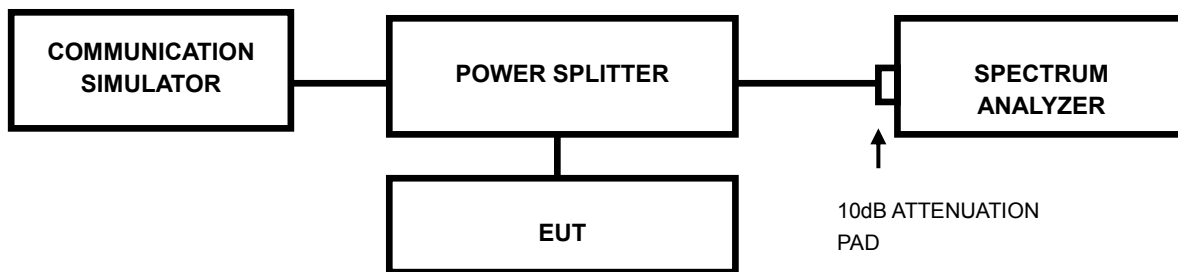 COMMUNICATION
SIMULATOR
POWER SPLITTER
SPECTRUM
ANALYZER
EUT
10dB ATTENUATION
PAD